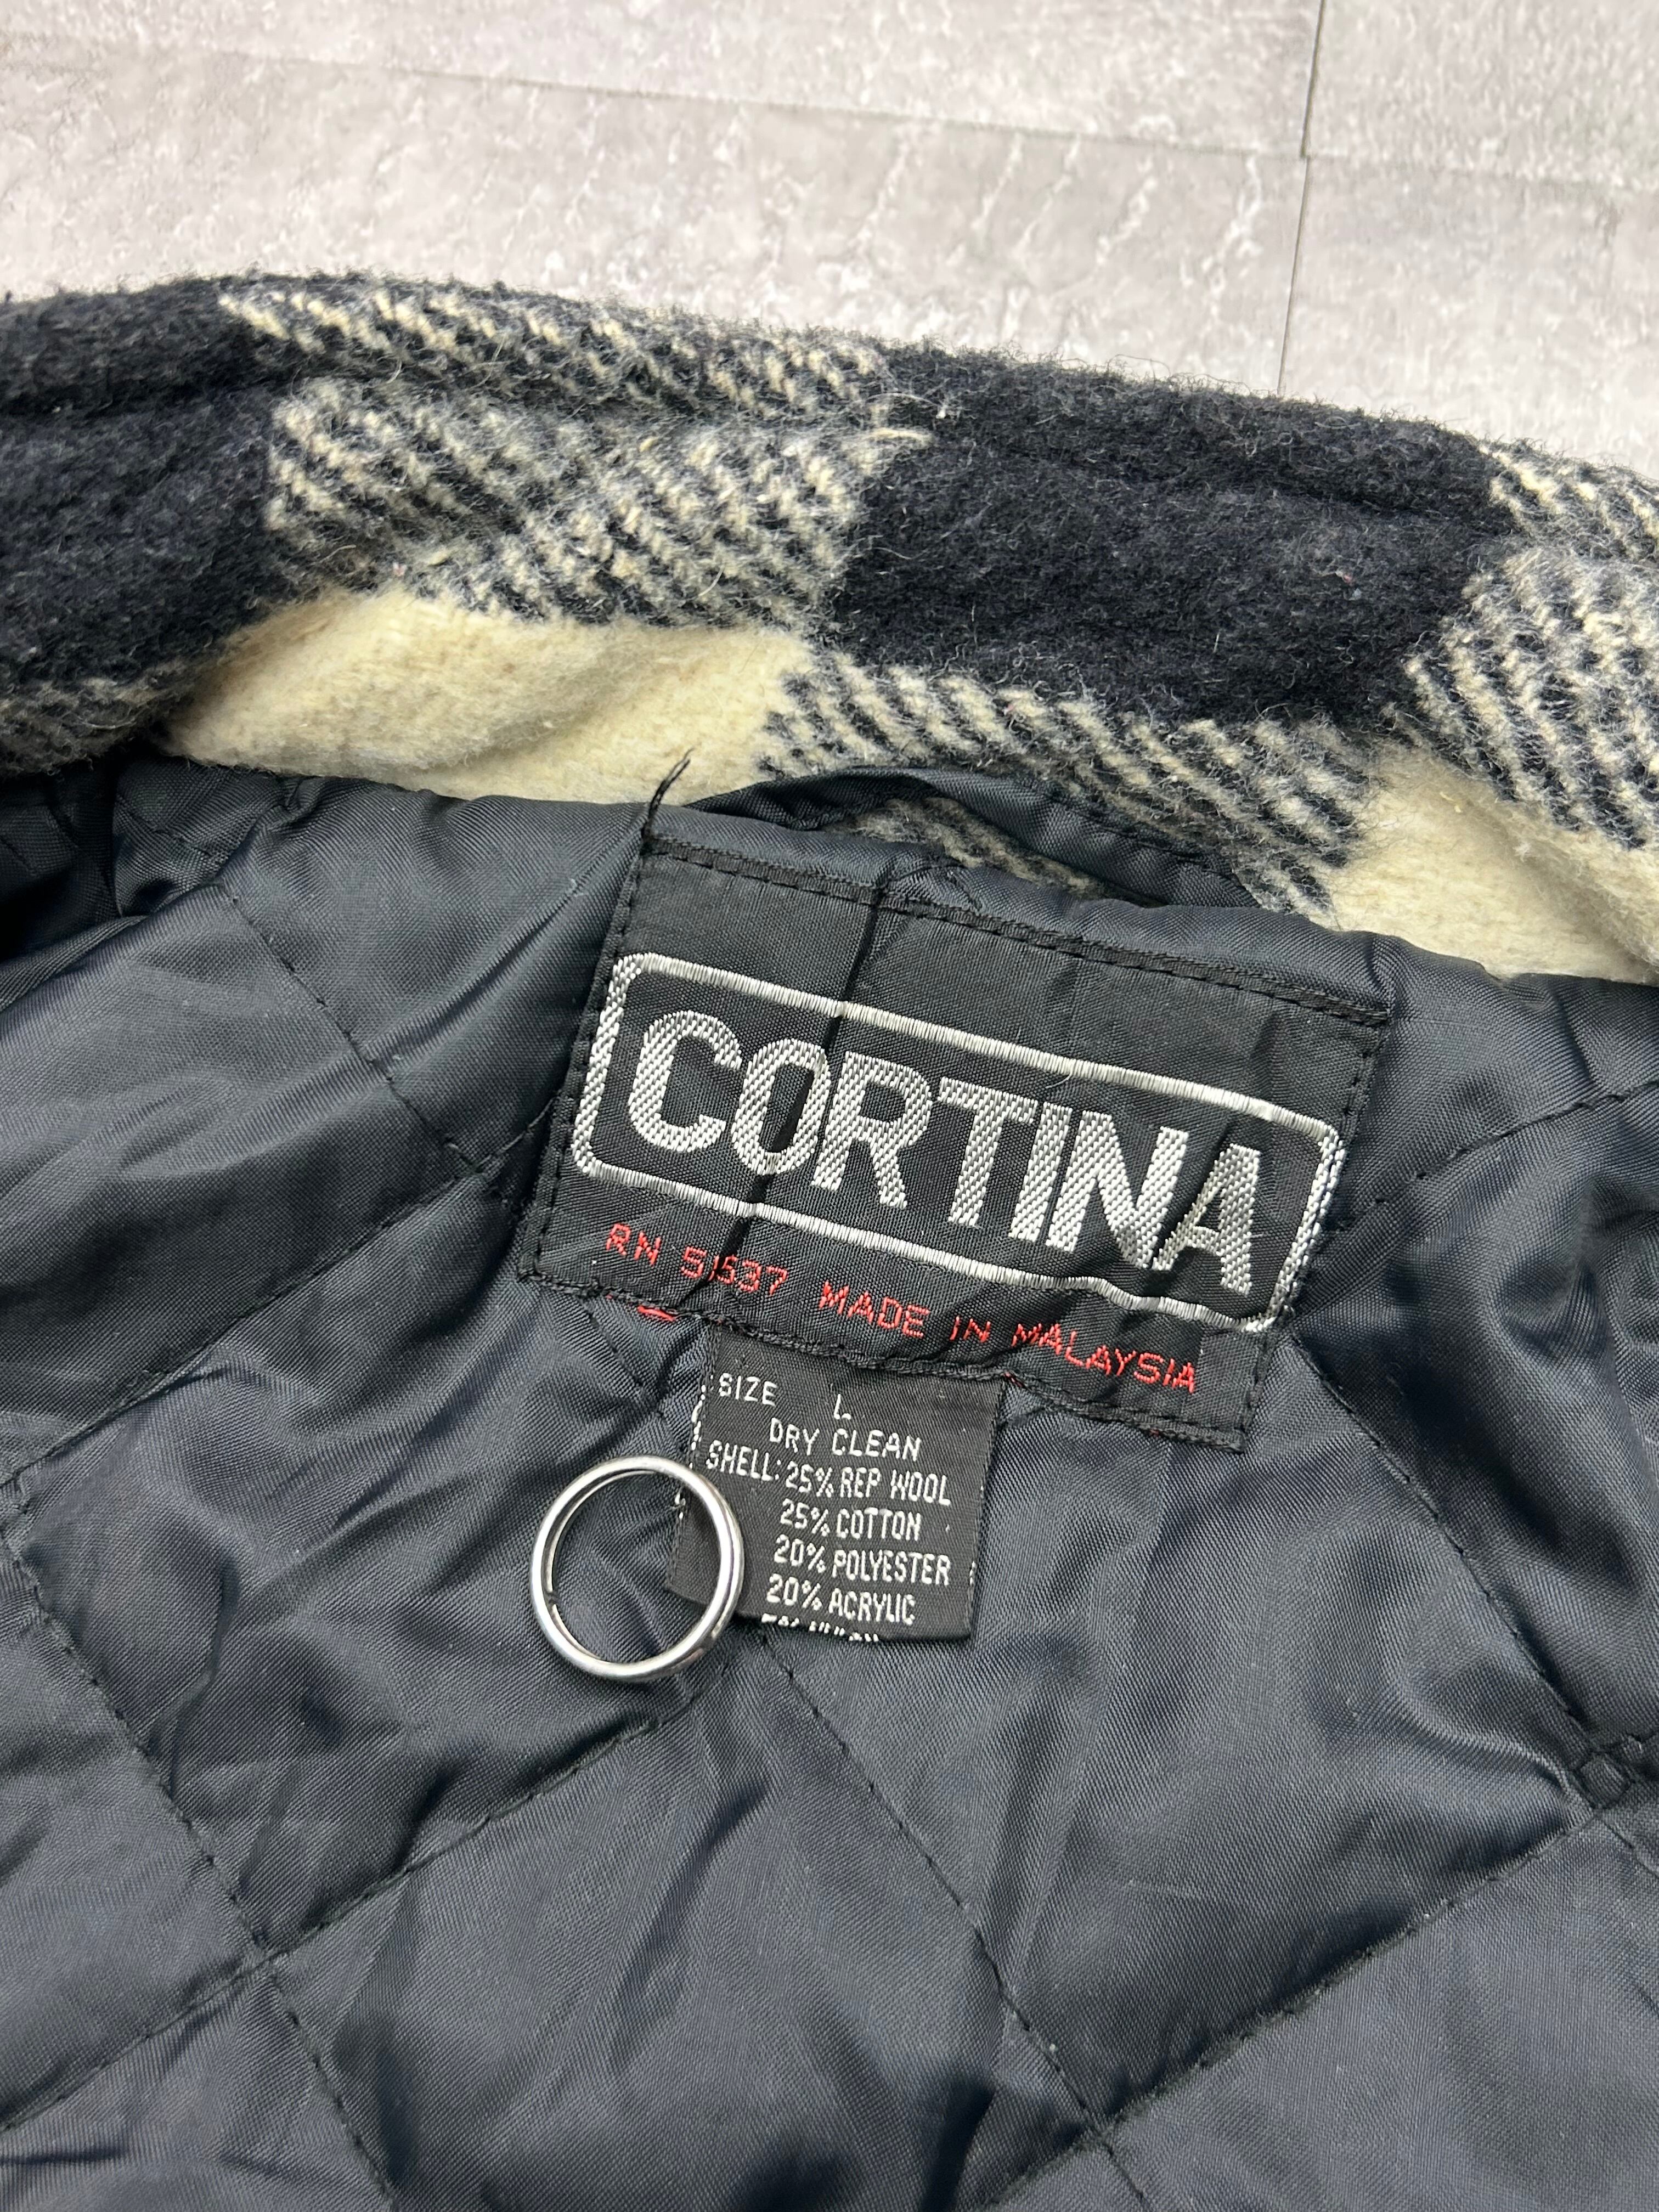 CORTINA
RN 51537 MADE IN MALAYSIA
SIZE L
DRY CLEAN
SHELL: 25% REP WOOL
25% COTTON
20% POLYESTER
20% ACRYLIC